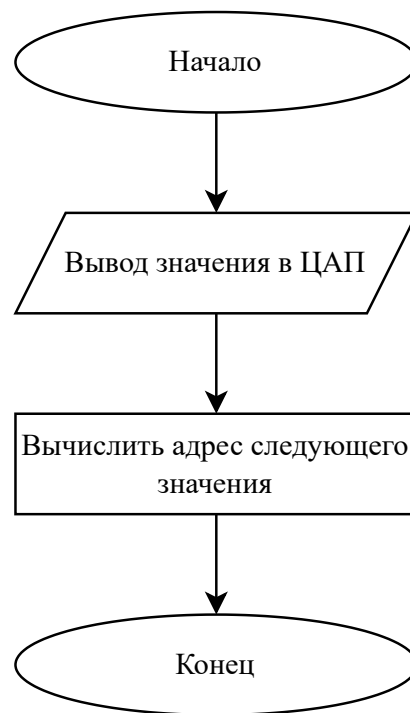 Начало
Вывод значения в ЦАП
Вычислить адрес следующего
значения
Конец